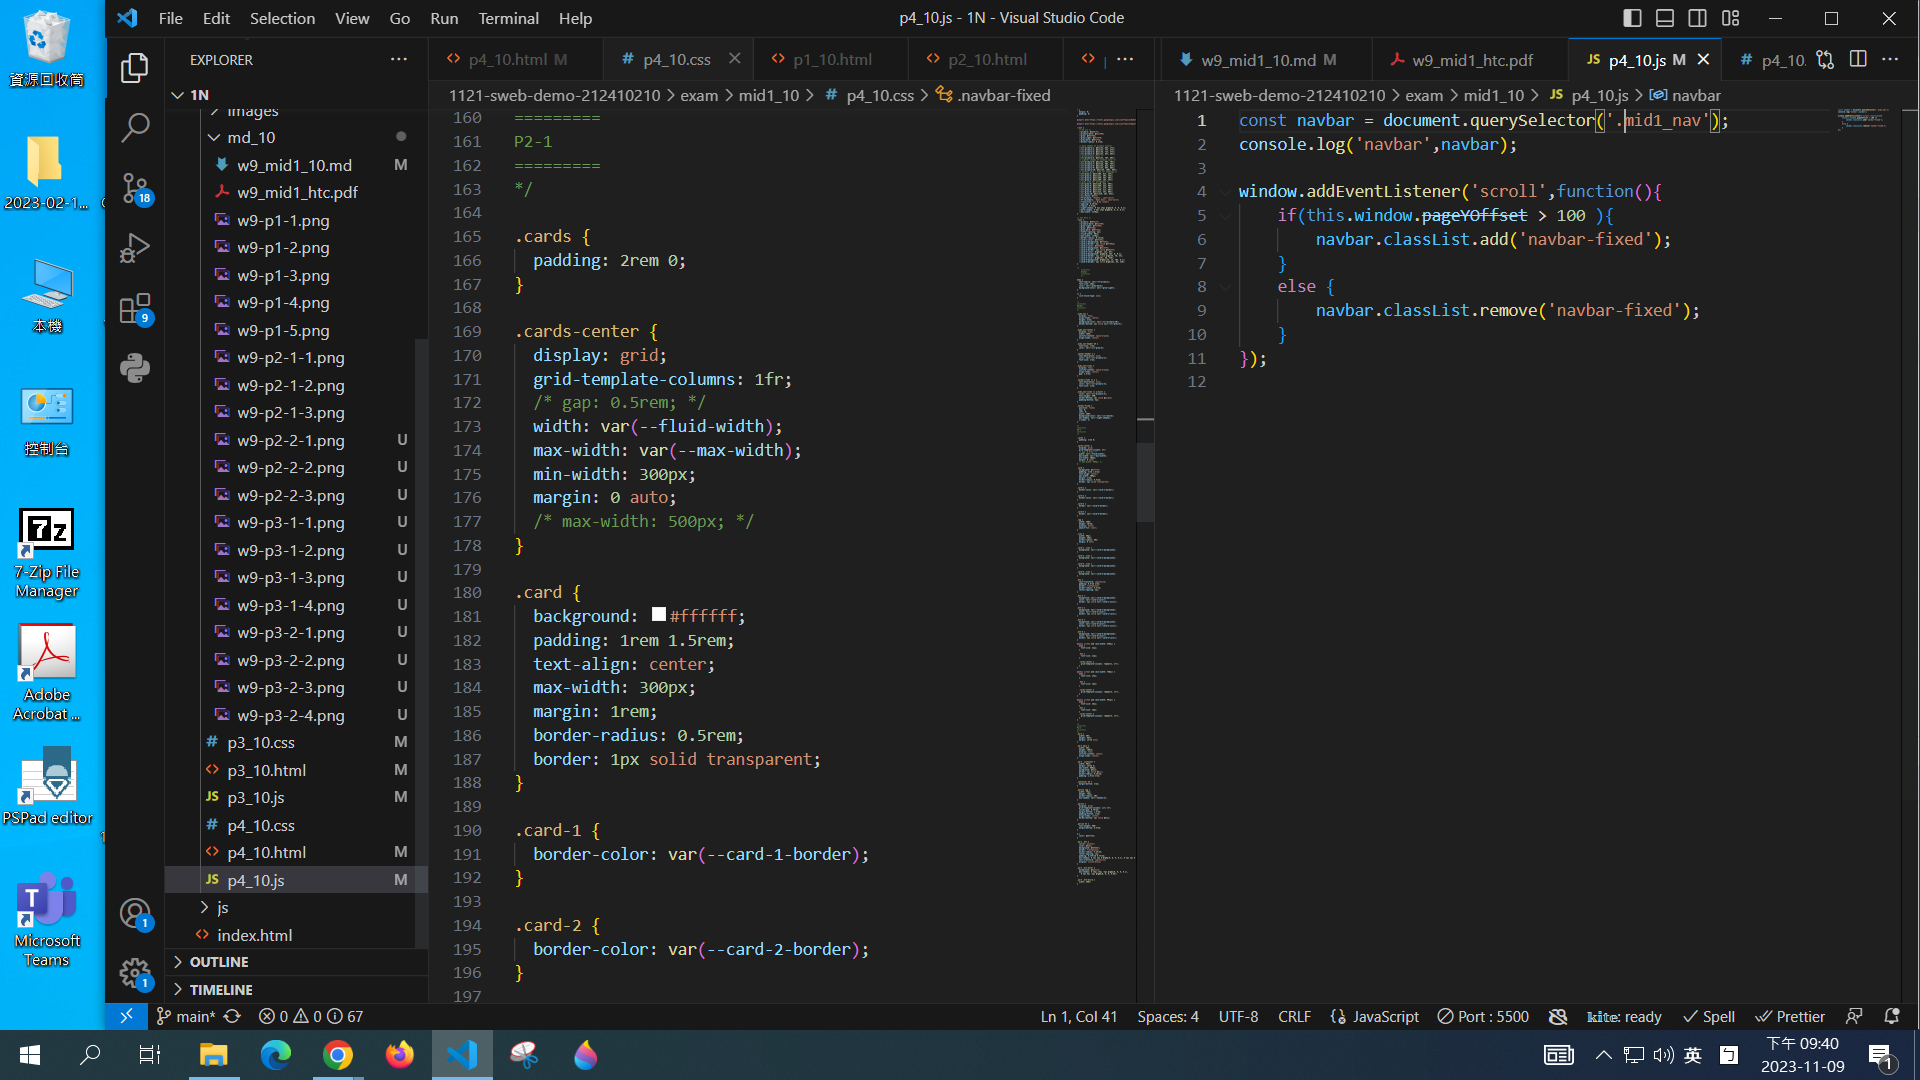 資源回收筒
2023-02-1...
本機
控制台
7-Zip File
Manager
Adobe
Acrobat ...
PSPad editor
Microsoft
Teams
File Edit Selection View Go Run Terminal Help
p4_10.js - 1N - Visual Studio Code
18
9
1
1
EXPLORER
1N
images
md_10
w9_mid1_10.md M
w9_mid1_htc.pdf
w9-p1-1.png
w9-p1-2.png
w9-p1-3.png
w9-p1-4.png
w9-p1-5.png
w9-p2-1-1.png
w9-p2-1-2.png
w9-p2-1-3.png
w9-p2-2-1.png U
w9-p2-2-2.png U
w9-p2-2-3.png U
w9-p3-1-1.png U
w9-p3-1-2.png U
w9-p3-1-3.png U
w9-p3-1-4.png U
w9-p3-2-1.png U
w9-p3-2-2.png U
w9-p3-2-3.png U
w9-p3-2-4.png U
p3_10.css M
p3_10.html M
p3_10.js M
p4_10.css
p4_10.html M
p4_10.js M
js
index.html
OUTLINE
TIMELINE
p4_10.html M
p4_10.css
p1_10.html
p2_10.html
1121-sweb-demo-212410210 > exam > mid1_10 > # p4_10.css > .navbar-fixed
160 =========
161 P2-1
162 =========
163 */
164
165 .cards {
166 padding: 2rem 0;
167 }
168
169 .cards-center {
170 display: grid;
171 grid-template-columns: 1fr;
172 /* gap: 0.5rem; */
173 width: var(--fluid-width);
174 max-width: var(--max-width);
175 min-width: 300px;
176 margin: 0 auto;
177 /* max-width: 500px; */
178 }
179
180 .card {
181 background: #ffffff;
182 padding: 1rem 1.5rem;
183 text-align: center;
184 max-width: 300px;
185 margin: 1rem;
186 border-radius: 0.5rem;
187 border: 1px solid transparent;
188 }
189
190 .card-1 {
191 border-color: var(--card-1-border);
192 }
193
194 .card-2 {
195 border-color: var(--card-2-border);
196 }
197
w9_mid1_10.md M
w9_mid1_htc.pdf
JS p4_10.js M
# p4_10.
1121-sweb-demo-212410210 > exam > mid1_10 > JS p4_10.js > navbar
1 const navbar = document.querySelector('.mid1_nav');
2 console.log('navbar',navbar);
3
4 window.addEventListener('scroll',function(){
5 if(this.window.pageYOffset > 100 ){
6 navbar.classList.add('navbar-fixed');
7 }
8 else {
9 navbar.classList.remove('navbar-fixed');
10 }
11 });
12
main* 0 0 67
Ln 1, Col 41 Spaces: 4 UTF-8 CRLF JavaScript Port : 5500 kite: ready Spell Prettier
英 ㄅ
下午 09:40
2023-11-09
1